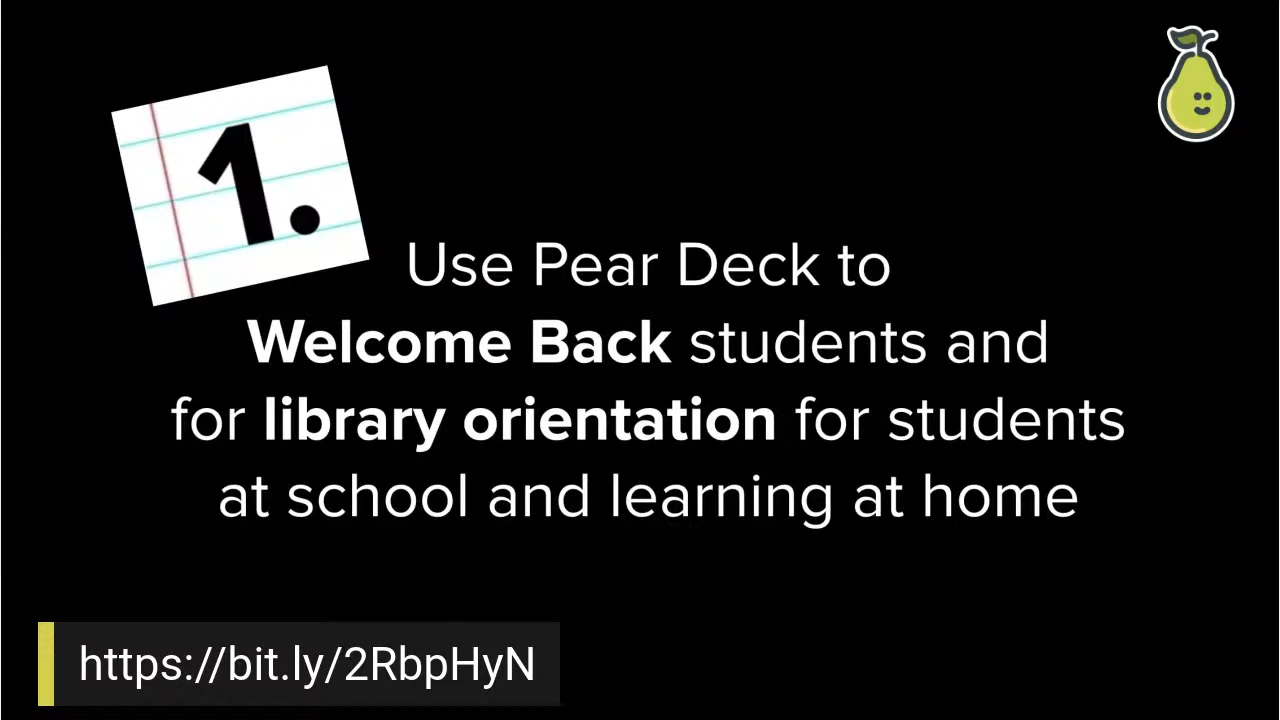 1.
Use Pear Deck to
Welcome Back students and
for library orientation for students
at school and learning at home
https://bit.ly/2RbpHyN